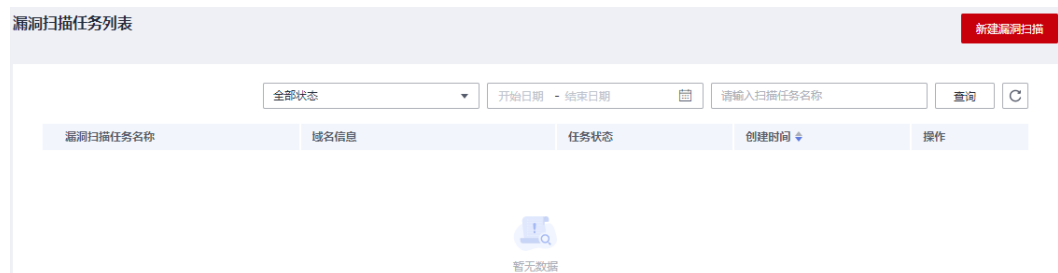 漏洞扫描任务列表
新建漏洞扫描
全部状态 开始日期 - 结束日期 请输入扫描任务名称 查询
漏洞扫描任务名称 域名信息 任务状态 创建时间 操作
暂无数据